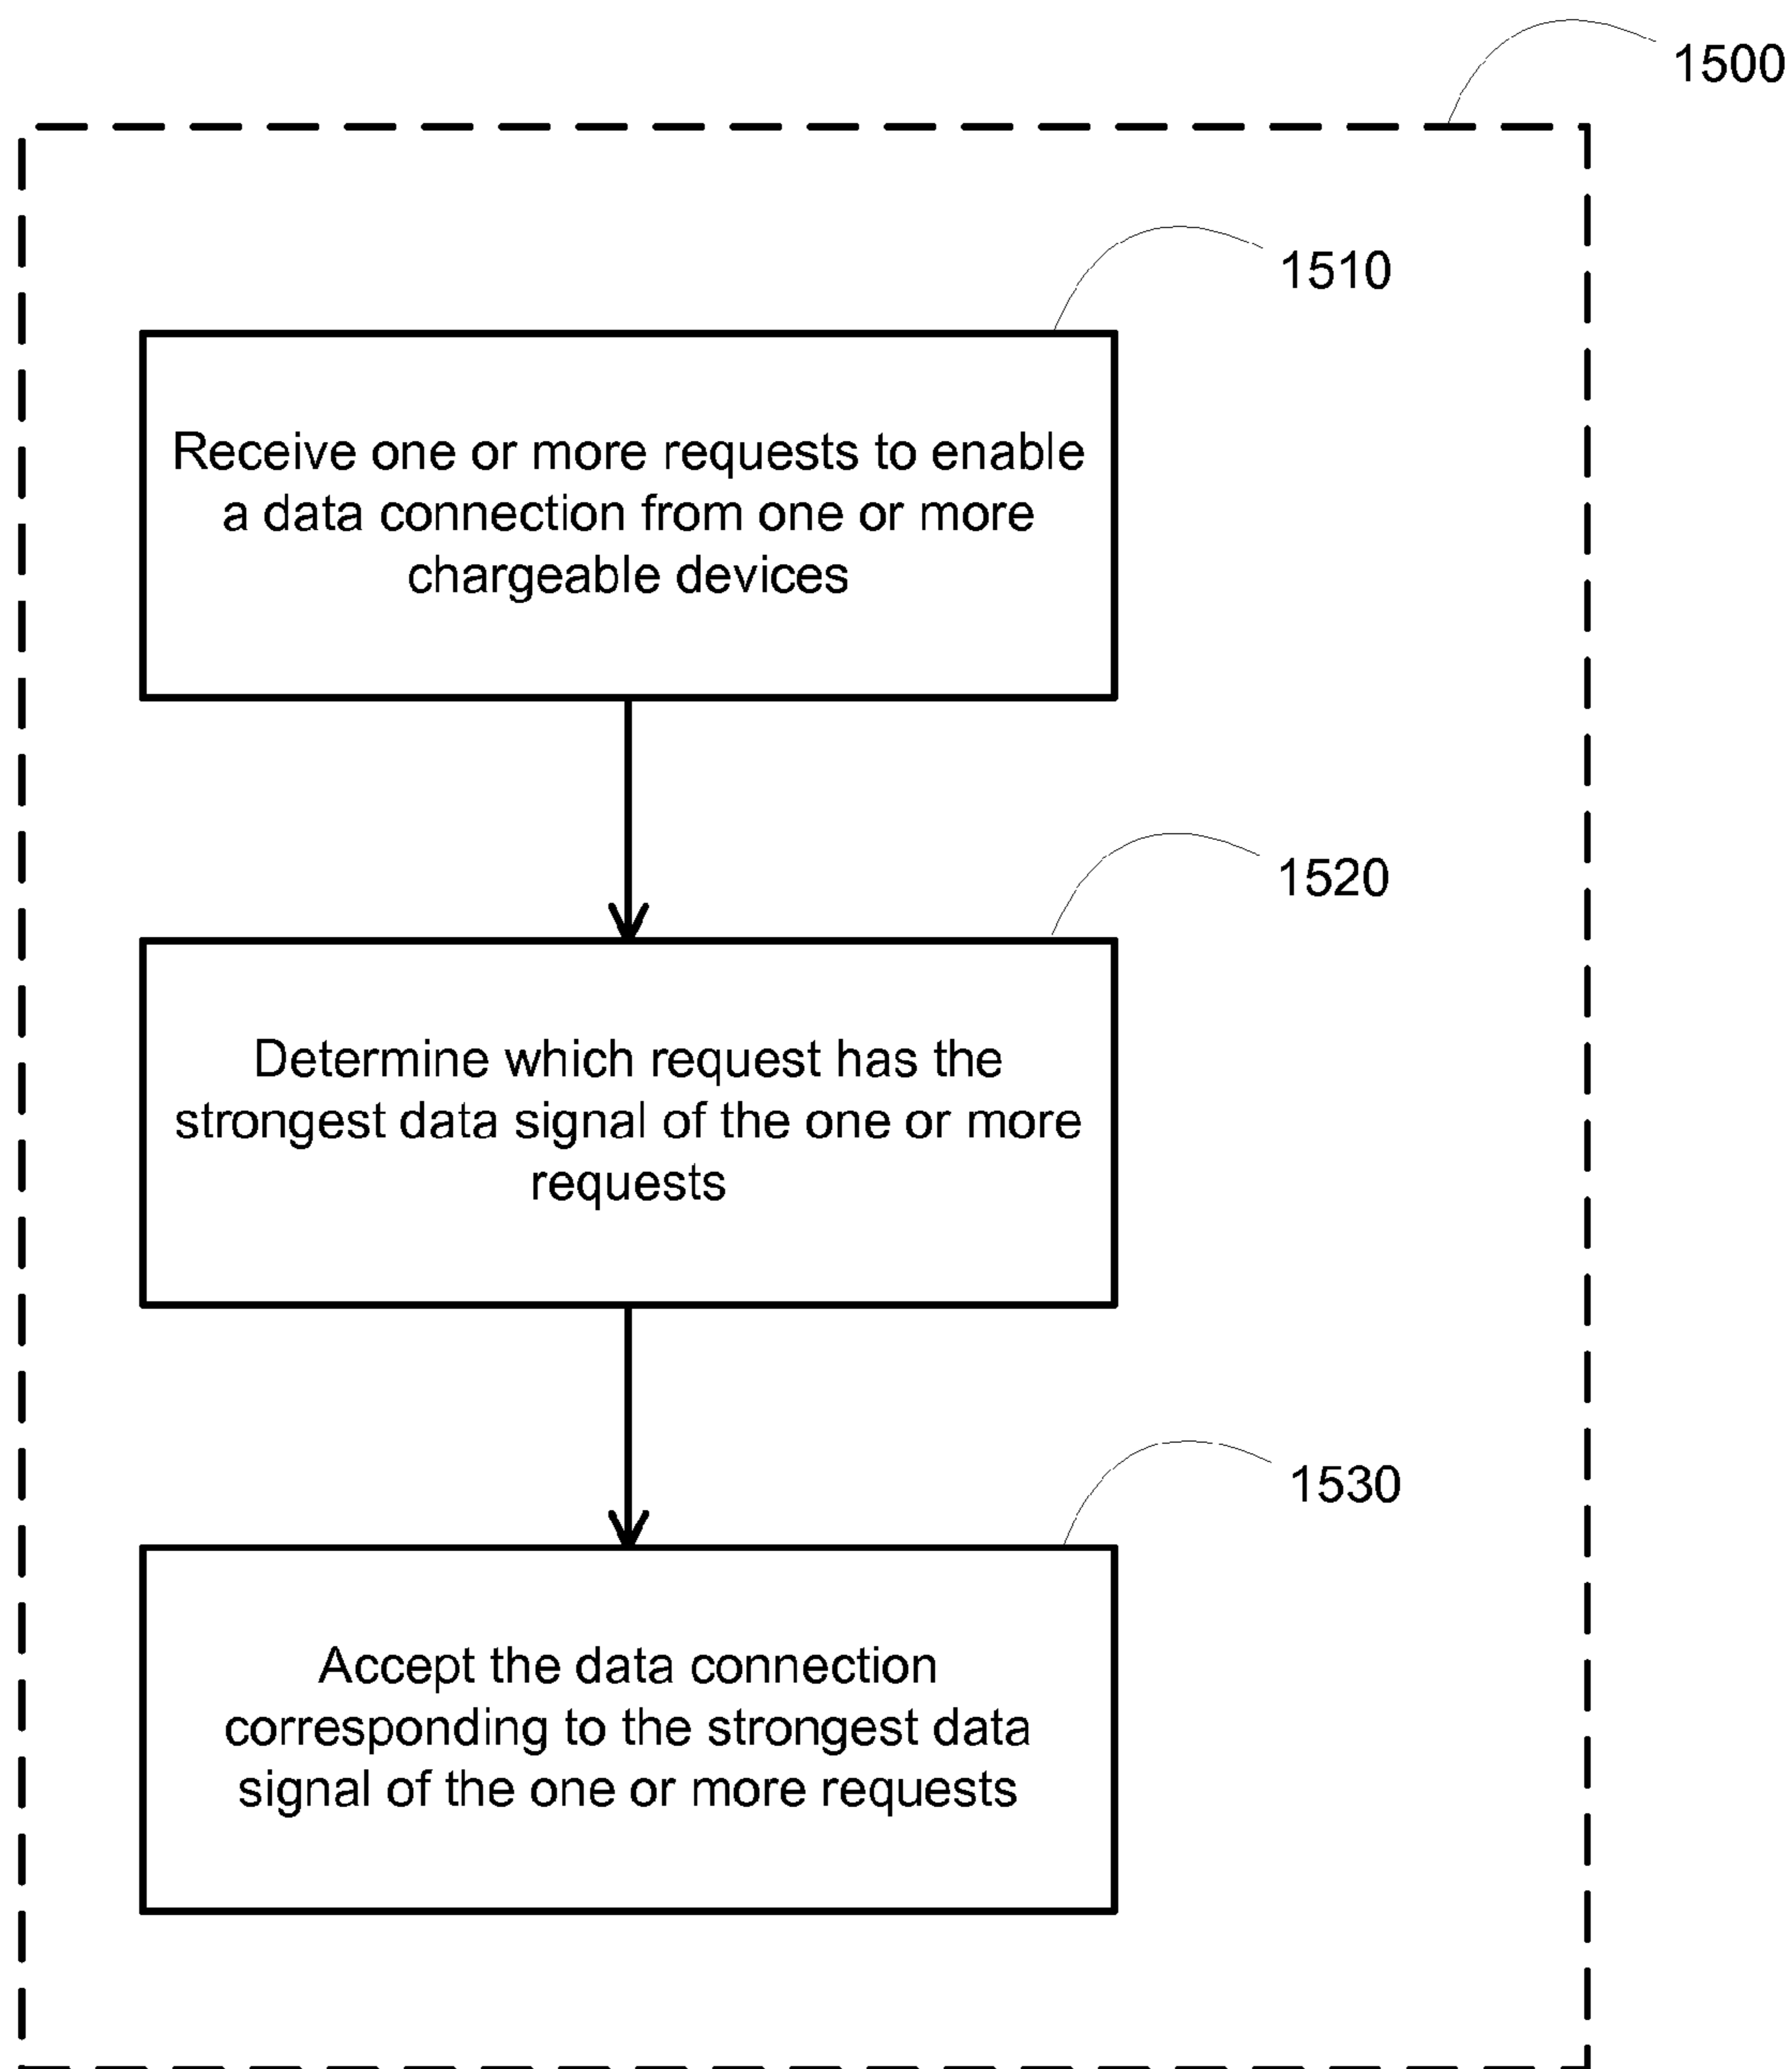 1500
1510
Receive one or more requests to enable
a data connection from one or more
chargeable devices
1520
Determine which request has the
strongest data signal of the one or more
requests
1530
Accept the data connection
corresponding to the strongest data
signal of the one or more requests